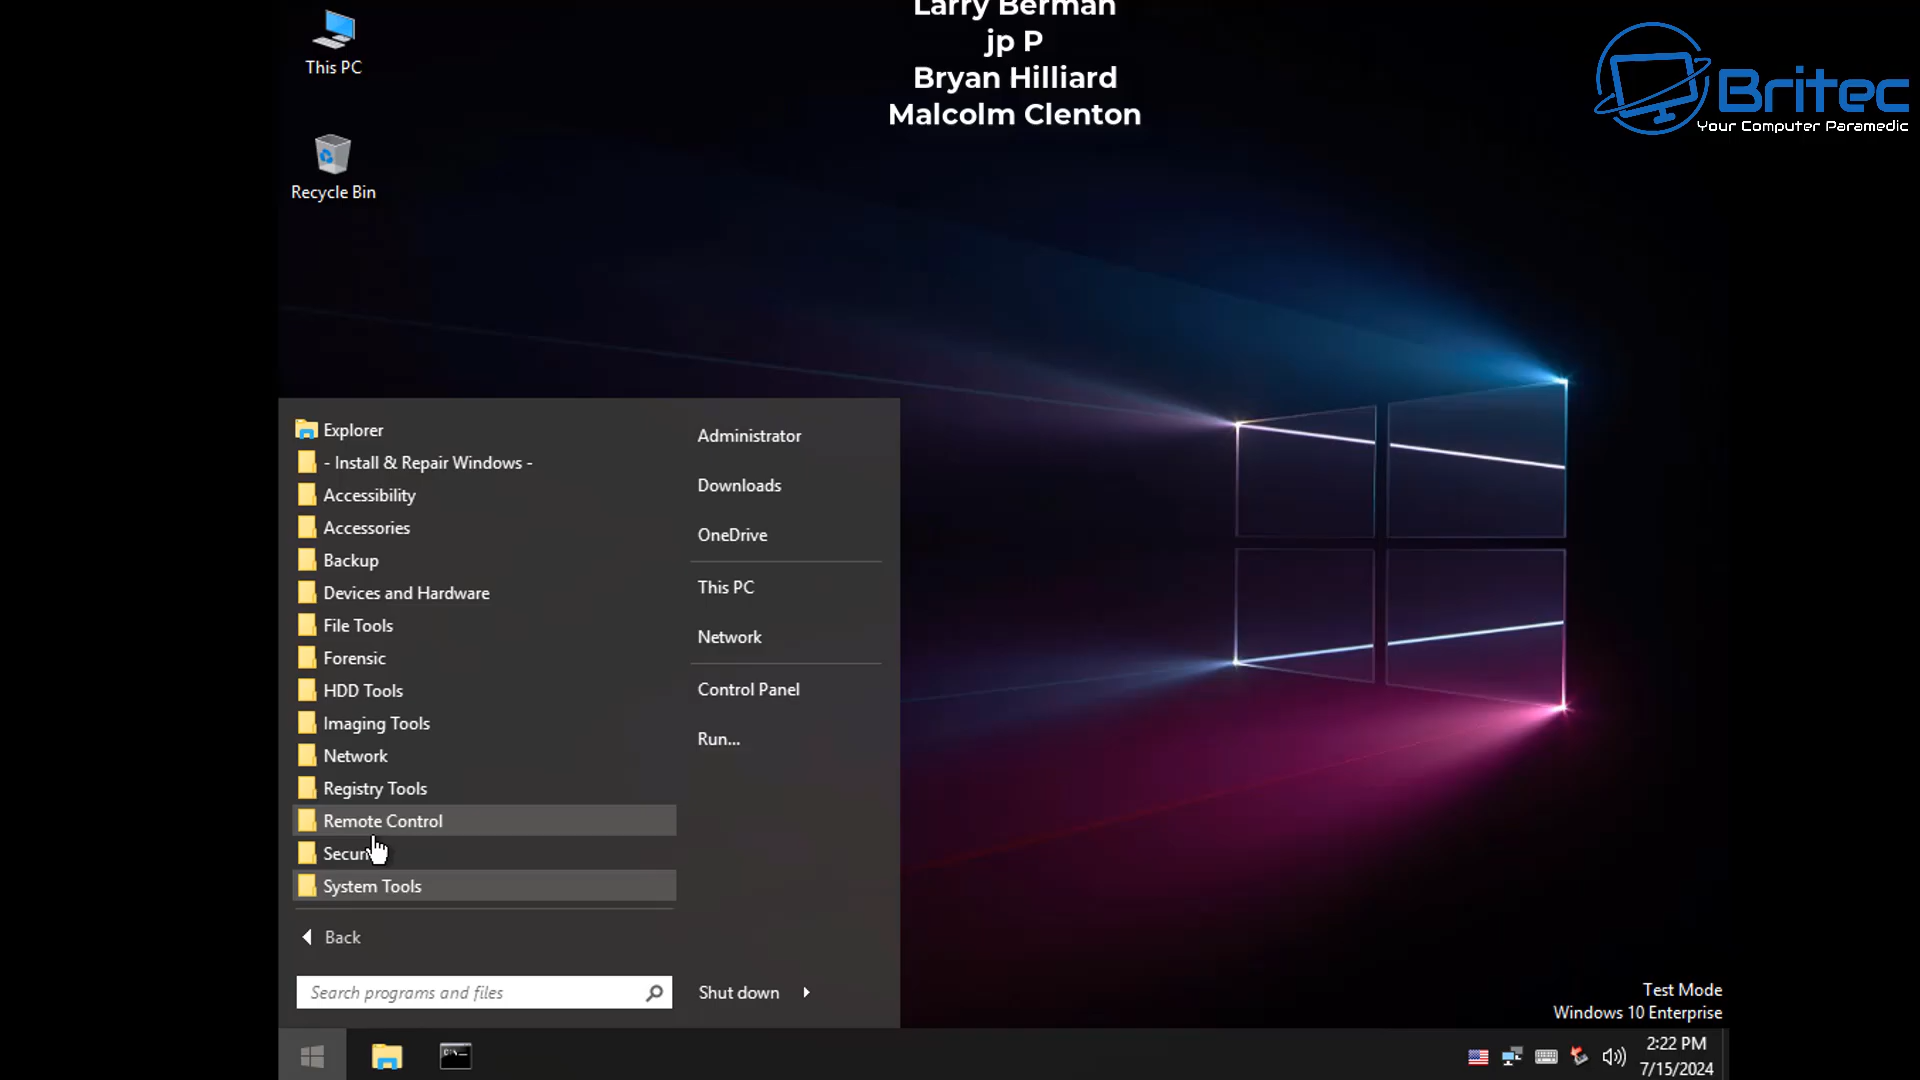 Larry Berman
jp P
Bryan Hilliard
Malcolm Clenton
Britec
Your Computer Paramedic
This PC
Recycle Bin
Explorer
- Install & Repair Windows -
Accessibility
Accessories
Backup
Devices and Hardware
File Tools
Forensic
HDD Tools
Imaging Tools
Network
Registry Tools
Remote Control
System Tools
Back
Search programs and files
Administrator
Downloads
OneDrive
This PC
Network
Control Panel
Run...
Shut down
Test Mode
Windows 10 Enterprise
2:22 PM
7/15/2024